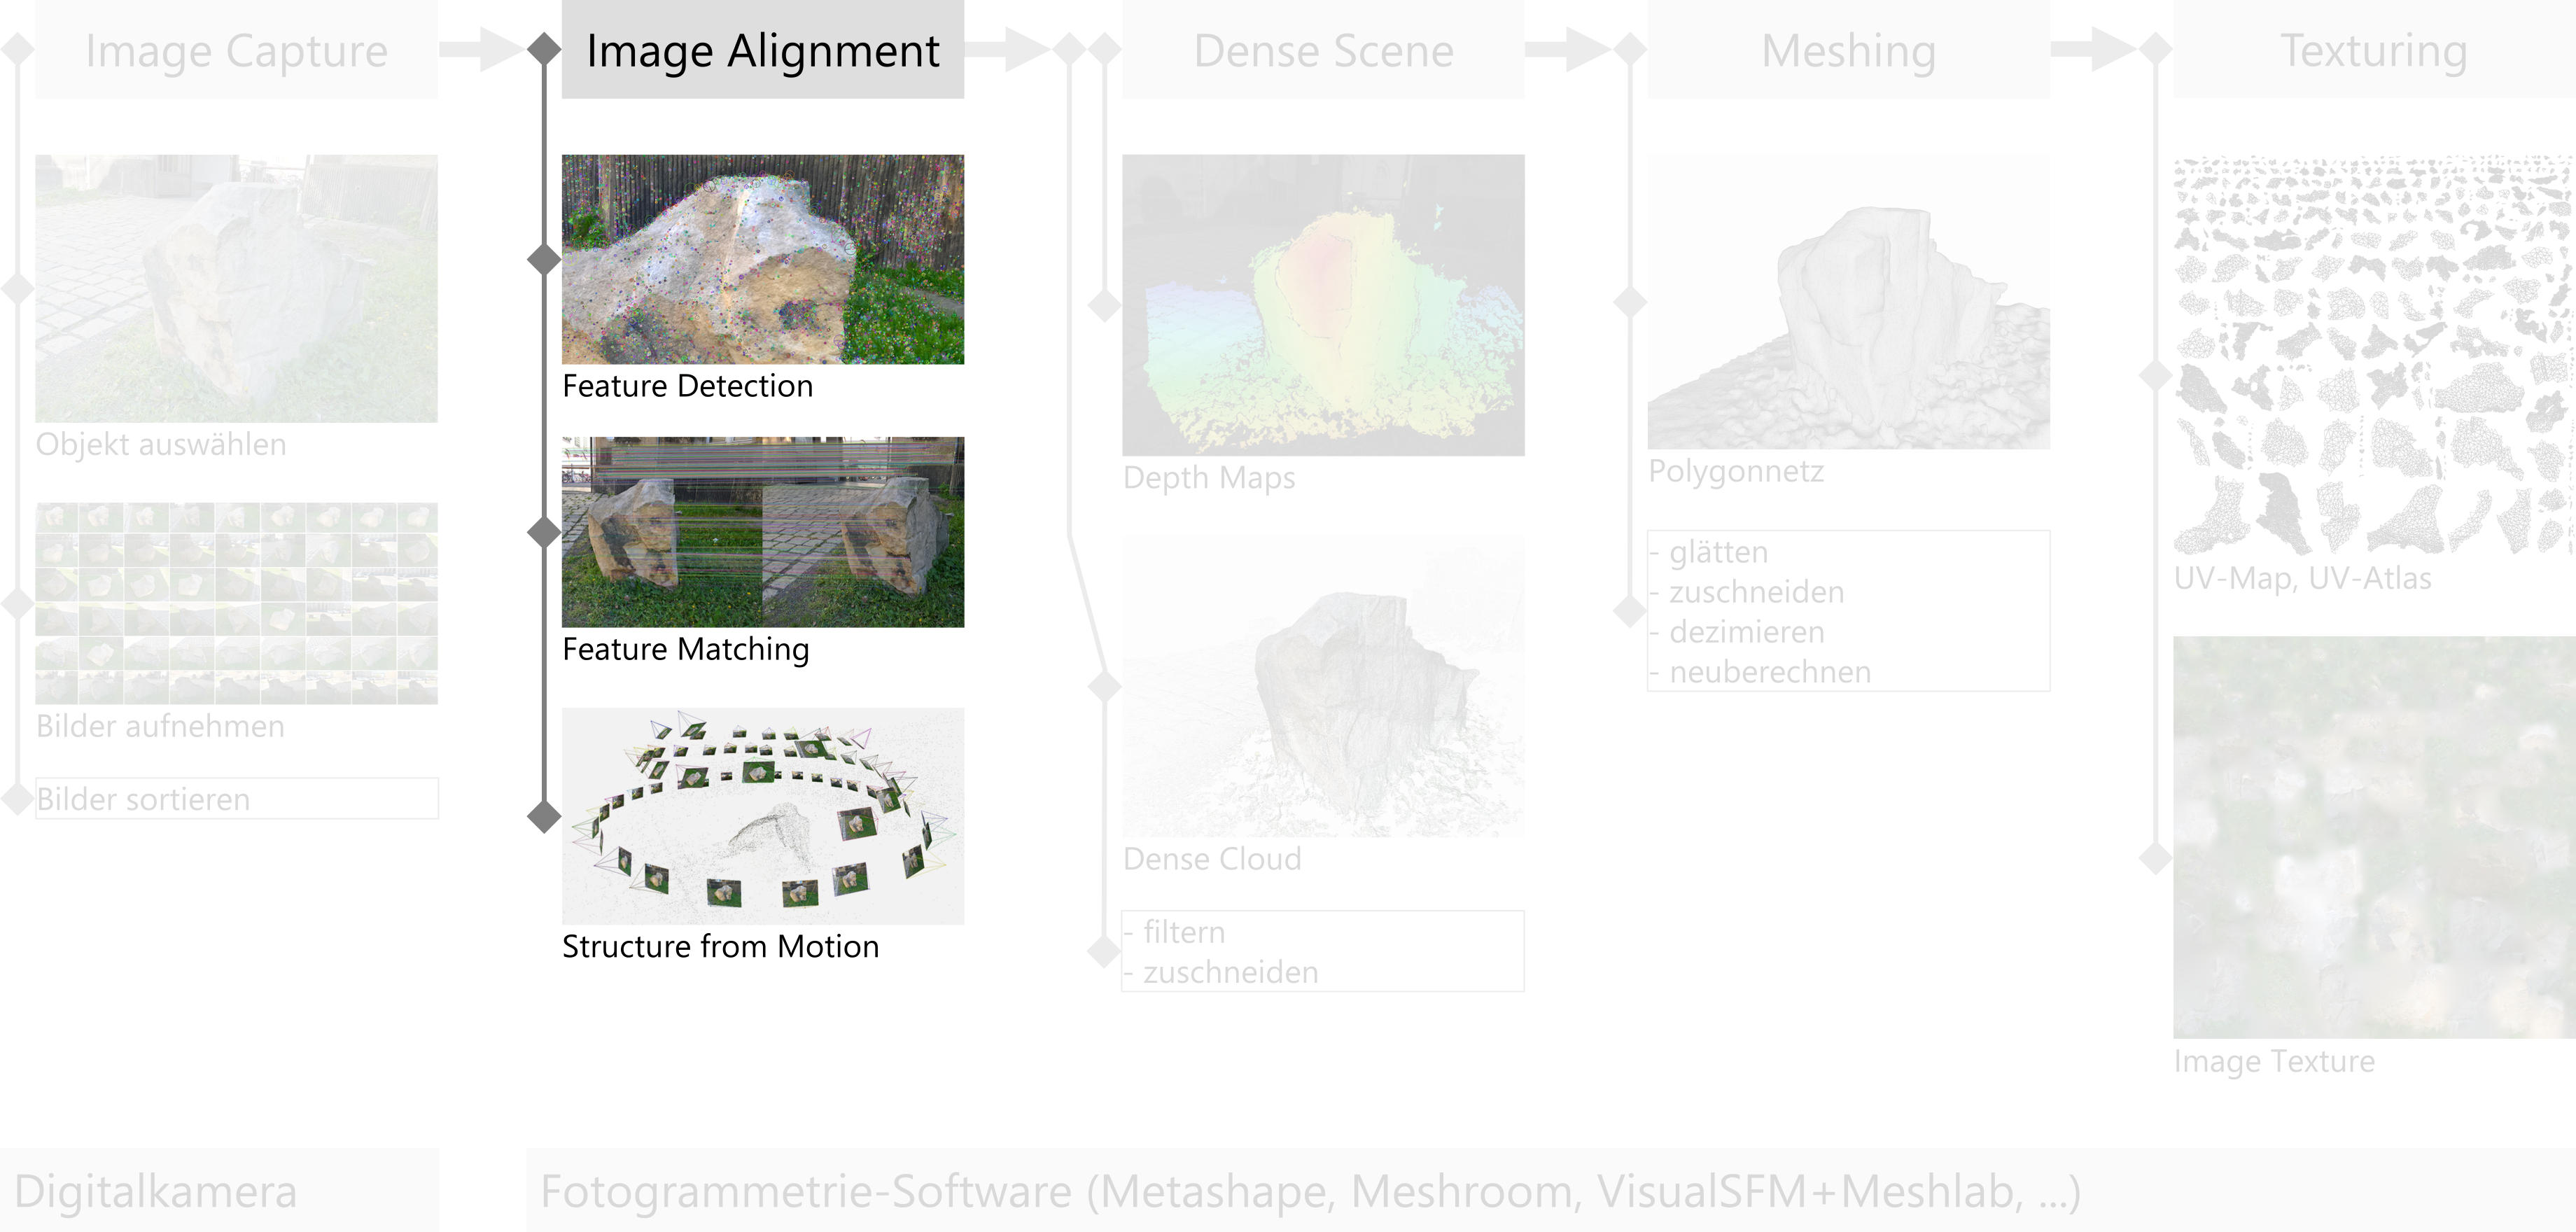 Image Capture
Objekt auswählen
Bilder aufnehmen
Bilder sortieren
Image Alignment
Feature Detection
Feature Matching
Structure from Motion
Dense Scene
Depth Maps
Dense Cloud
- filtern
- zuschneiden
Meshing
Polygonnetz
- glätten
- zuschneiden
- dezimieren
- neuberechnen
Texturing
UV-Map, UV-Atlas
Image Texture
Digitalkamera
Fotogrammetrie-Software (Metashape, Meshroom, VisualSFM+Meshlab, ...)